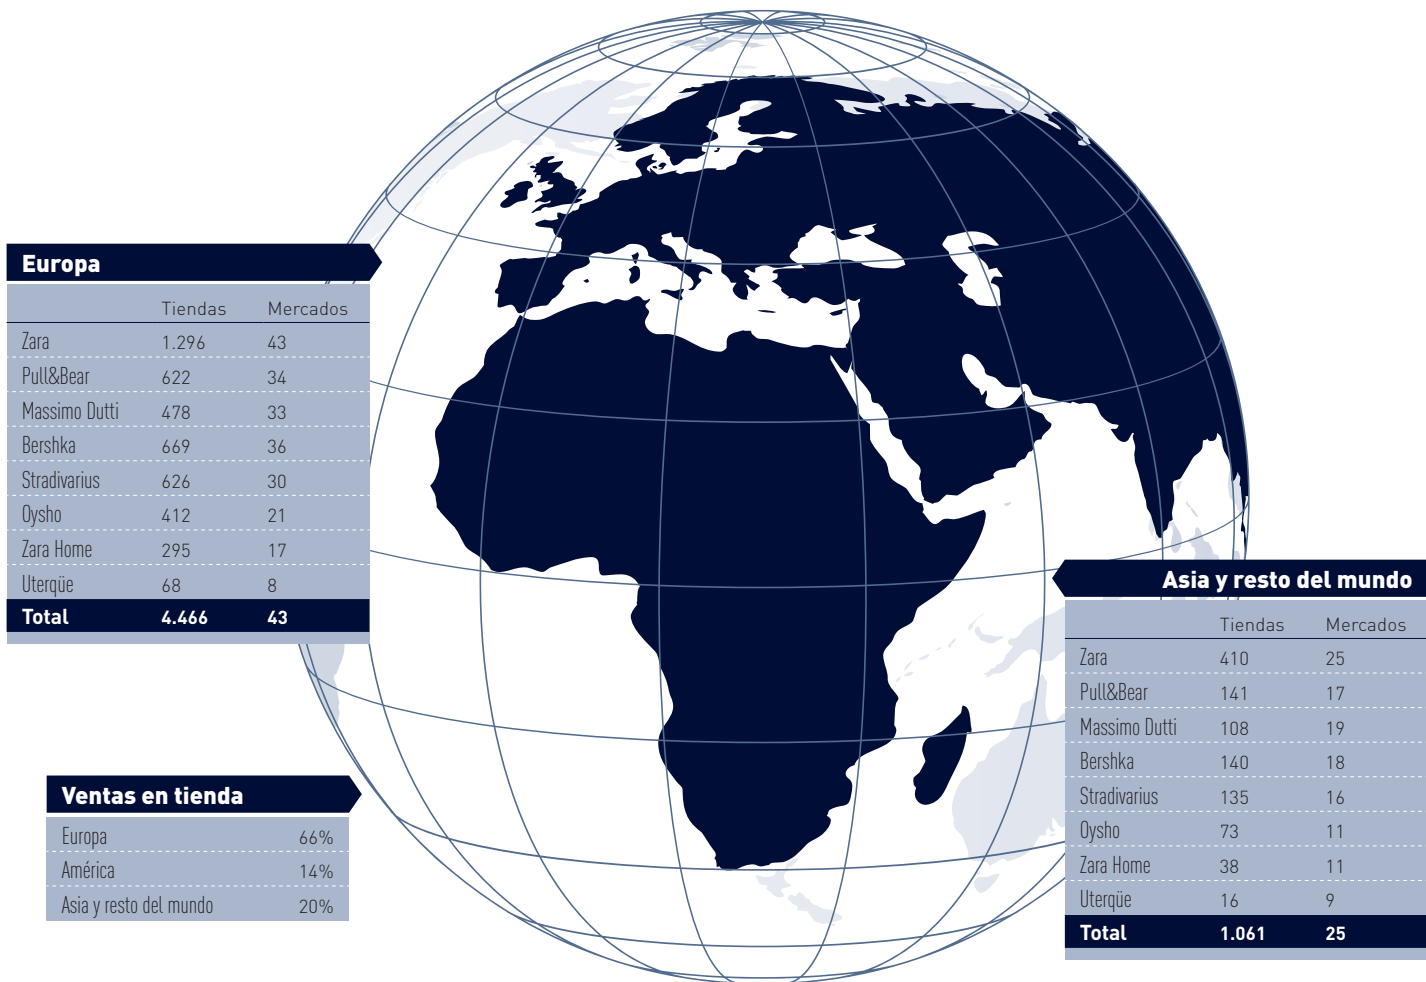 Europa
Tiendas Mercados
Zara 1.296 43
Pull&Bear 622 34
Massimo Dutti 478 33
Bershka 669 36
Stradivarius 626 30
Oysho 412 21
Zara Home 295 17
Uterqüe 68 8
Total 4.466 43
Ventas en tienda
Europa 66%
América 14%
Asia y resto del mundo 20%
Asia y resto del mundo
Tiendas Mercados
Zara 410 25
Pull&Bear 141 17
Massimo Dutti 108 19
Bershka 140 18
Stradivarius 135 16
Oysho 73 11
Zara Home 38 11
Uterqüe 16 9
Total 1.061 25